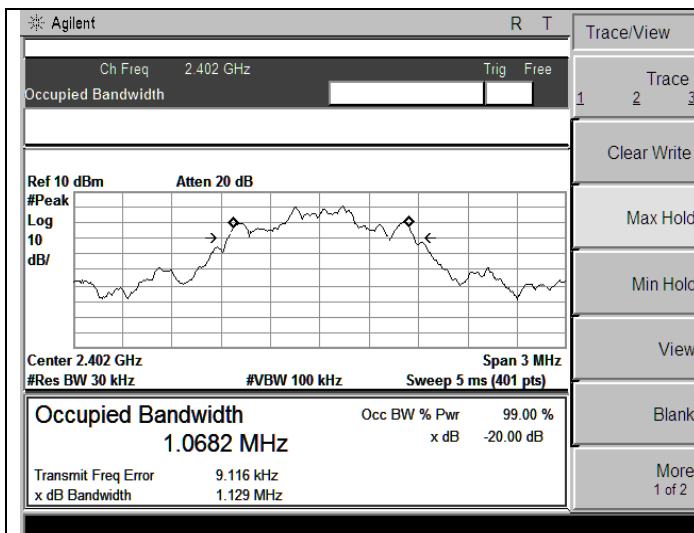 Agilent
R T
Ch Freq 2.402 GHz Trig Free
Occupied Bandwidth
Ref 10 dBm Atten 20 dB
#Peak
Log
10
dB/
Center 2.402 GHz Span 3 MHz
#Res BW 30 kHz #VBW 100 kHz Sweep 5 ms (401 pts)
Occupied Bandwidth
1.0682 MHz
Occ BW % Pwr 99.00 %
x dB -20.00 dB
Transmit Freq Error 9.116 kHz
x dB Bandwidth 1.129 MHz
Trace/View
Trace
1 2 3
Clear Write
Max Hold
Min Hold
View
Blank
More
1 of 2